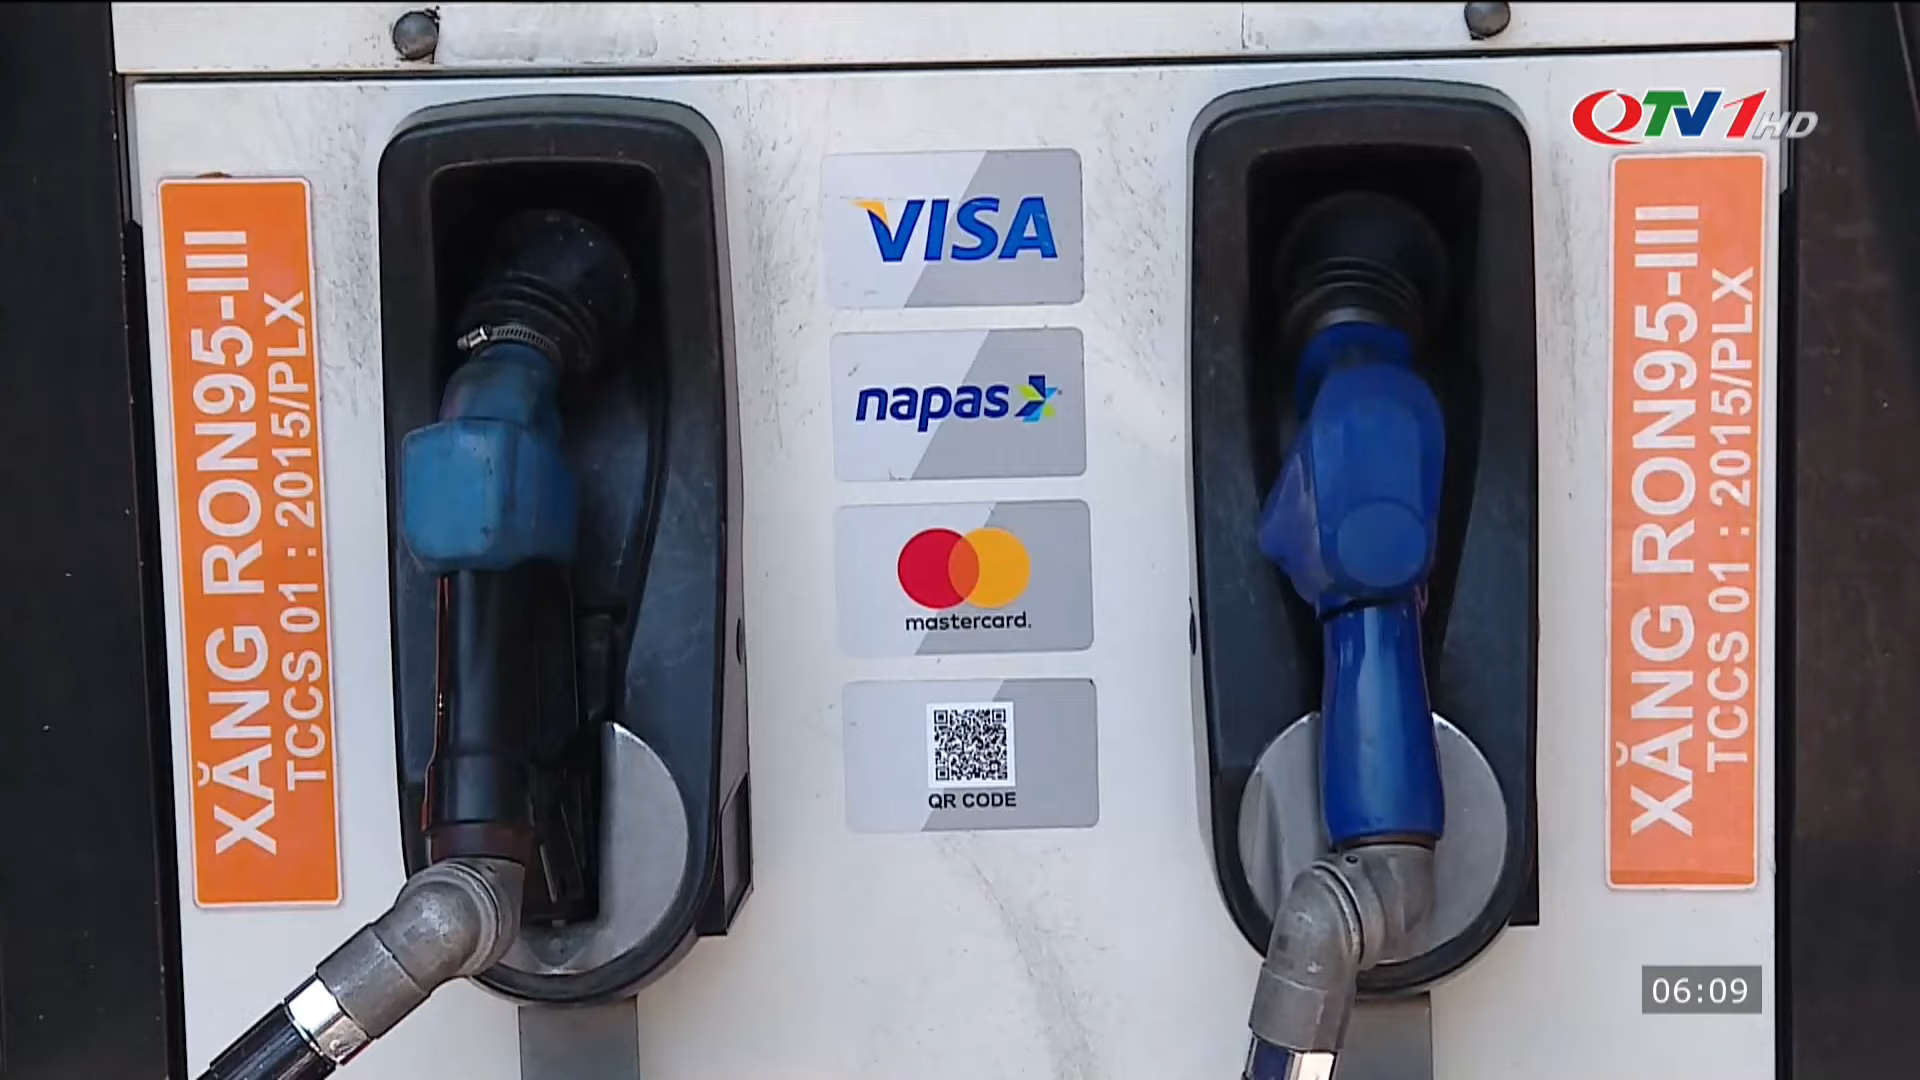 QTV1HD
XĂNG RON95-III
TCCS 01 : 2015/PLX
VISA
napas
mastercard.
QR CODE
XĂNG RON95-III
TCCS 01 : 2015/PLX
06:09